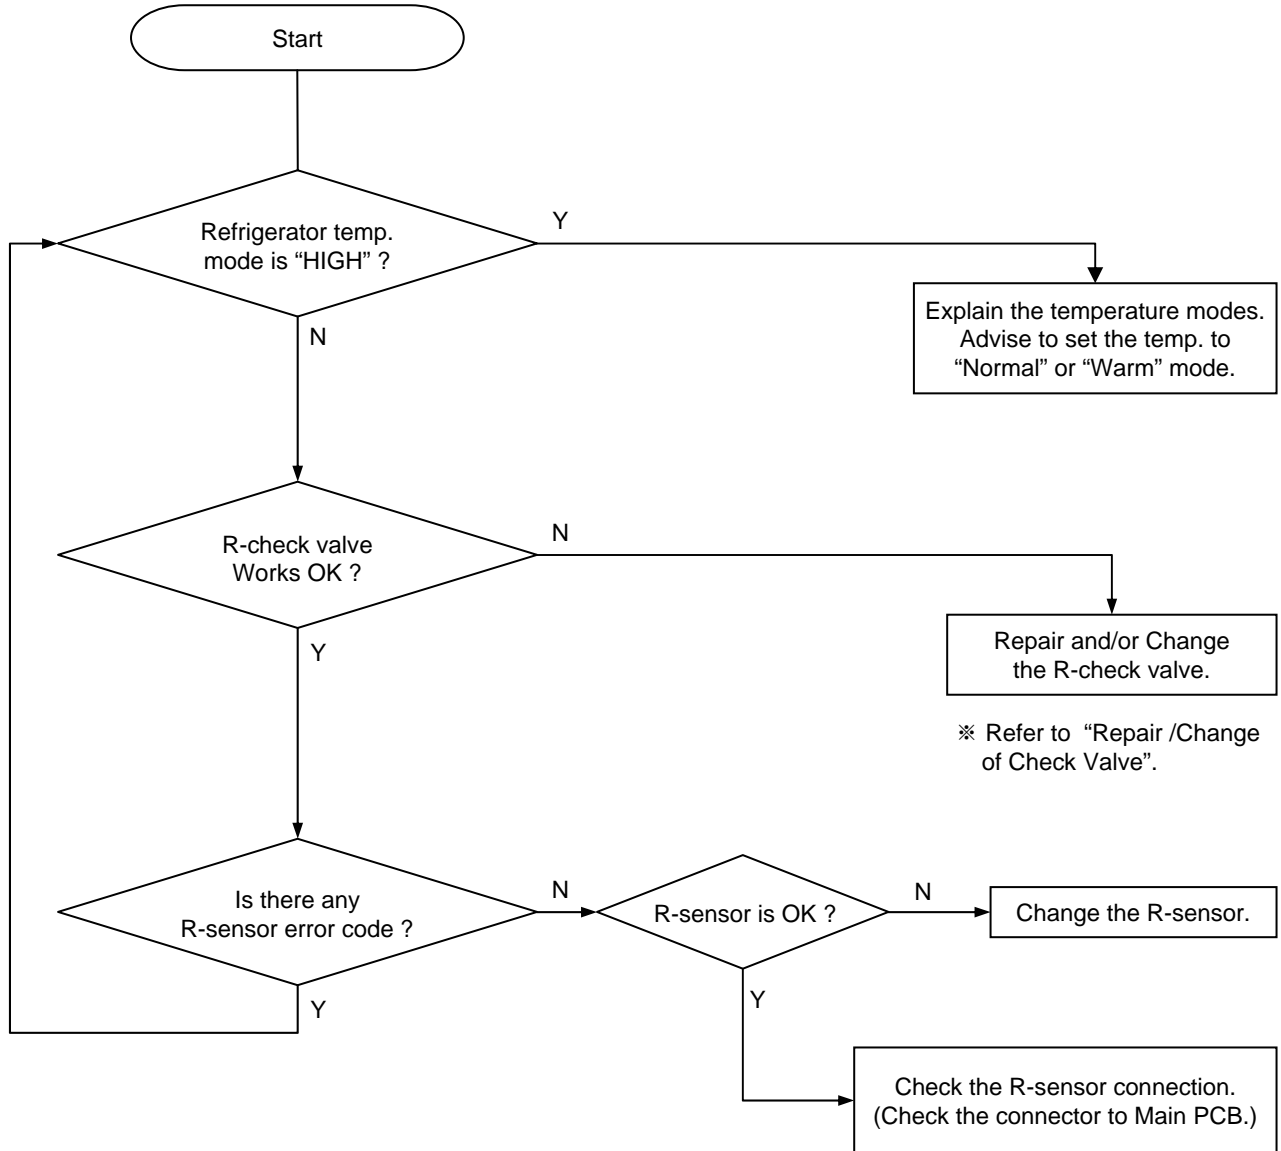 Start
Refrigerator temp.
mode is “HIGH” ?
Y
N
Explain the temperature modes.
Advise to set the temp. to
“Normal” or “Warm” mode.
R-check valve
Works OK ?
N
Y
Repair and/or Change
the R-check valve.
※ Refer to “Repair /Change
of Check Valve”.
Is there any
R-sensor error code ?
N
Y
R-sensor is OK ?
N
Y
Change the R-sensor.
Check the R-sensor connection.
(Check the connector to Main PCB.)